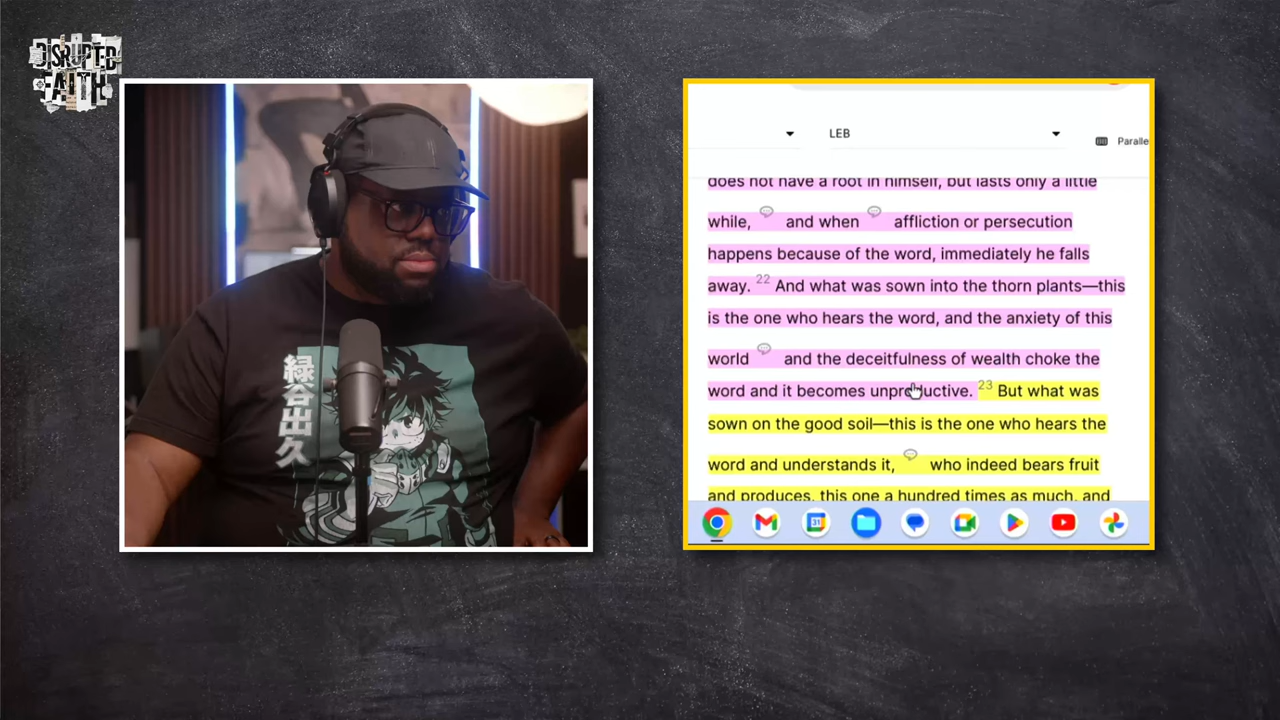 DISRUPTED
FAITH
緑谷出久
LEB
Paralle
does not have a root in himself, but lasts only a little
while, and when affliction or persecution
happens because of the word, immediately he falls
away. 22 And what was sown into the thorn plants—this
is the one who hears the word, and the anxiety of this
world and the deceitfulness of wealth choke the
word and it becomes unproductive. 23 But what was
sown on the good soil—this is the one who hears the
word and understands it, who indeed bears fruit
and produces, this one a hundred times as much, and
31